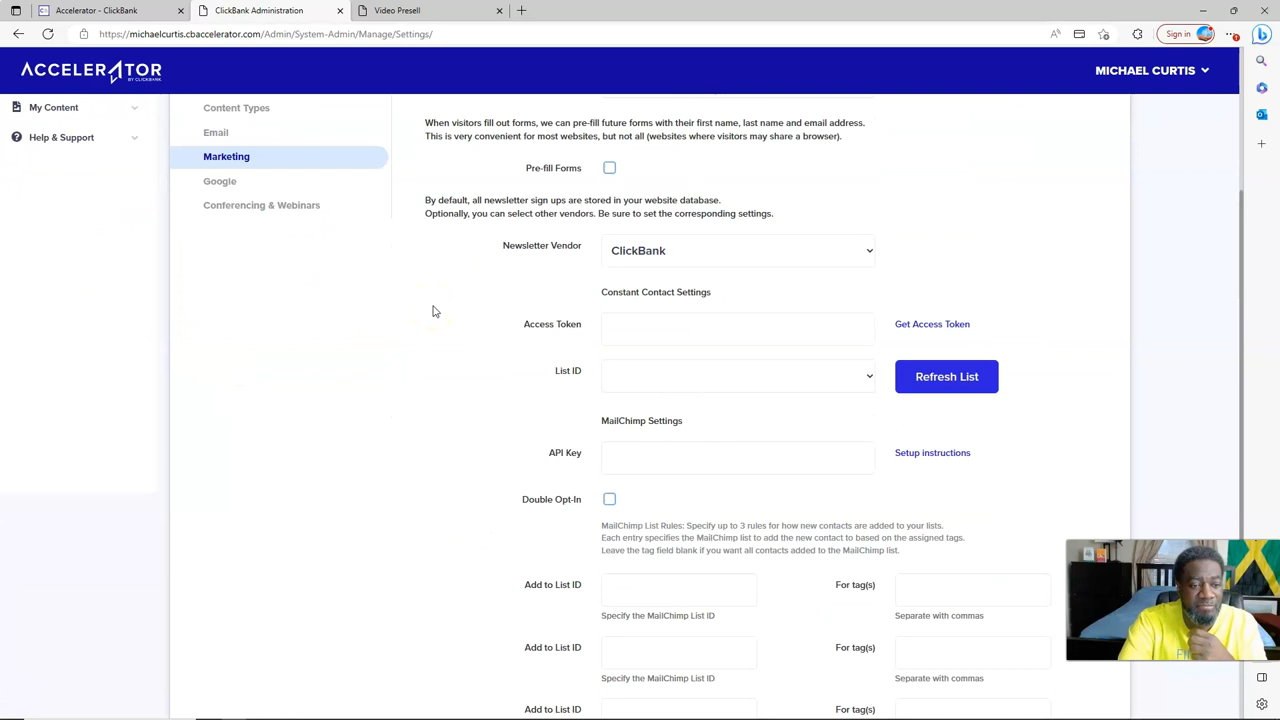 Accelerator - ClickBank
ClickBank Administration
Video Presell
https://michaelcurtis.cbaccelerator.com/Admin/System-Admin/Manage/Settings/
Sign in
ACCELERATOR
BY CLICKBANK
MICHAEL CURTIS
My Content
Help & Support
Content Types
Email
Marketing
Google
Conferencing & Webinars
When visitors fill out forms, we can pre-fill future forms with their first name, last name and email address.
This is very convenient for most websites, but not all (websites where visitors may share a browser).
Pre-fill Forms
By default, all newsletter sign ups are stored in your website database.
Optionally, you can select other vendors. Be sure to set the corresponding settings.
Newsletter Vendor
ClickBank
Constant Contact Settings
Access Token
Get Access Token
List ID
Refresh List
MailChimp Settings
API Key
Setup instructions
Double Opt-In
MailChimp List Rules: Specify up to 3 rules for how new contacts are added to your lists.
Each entry specifies the MailChimp list to add the new contact to based on the assigned tags.
Leave the tag field blank if you want all contacts added to the MailChimp list.
Add to List ID
For tag(s)
Specify the MailChimp List ID
Separate with commas
Add to List ID
For tag(s)
Specify the MailChimp List ID
Separate with commas
Add to List ID
For tag(s)